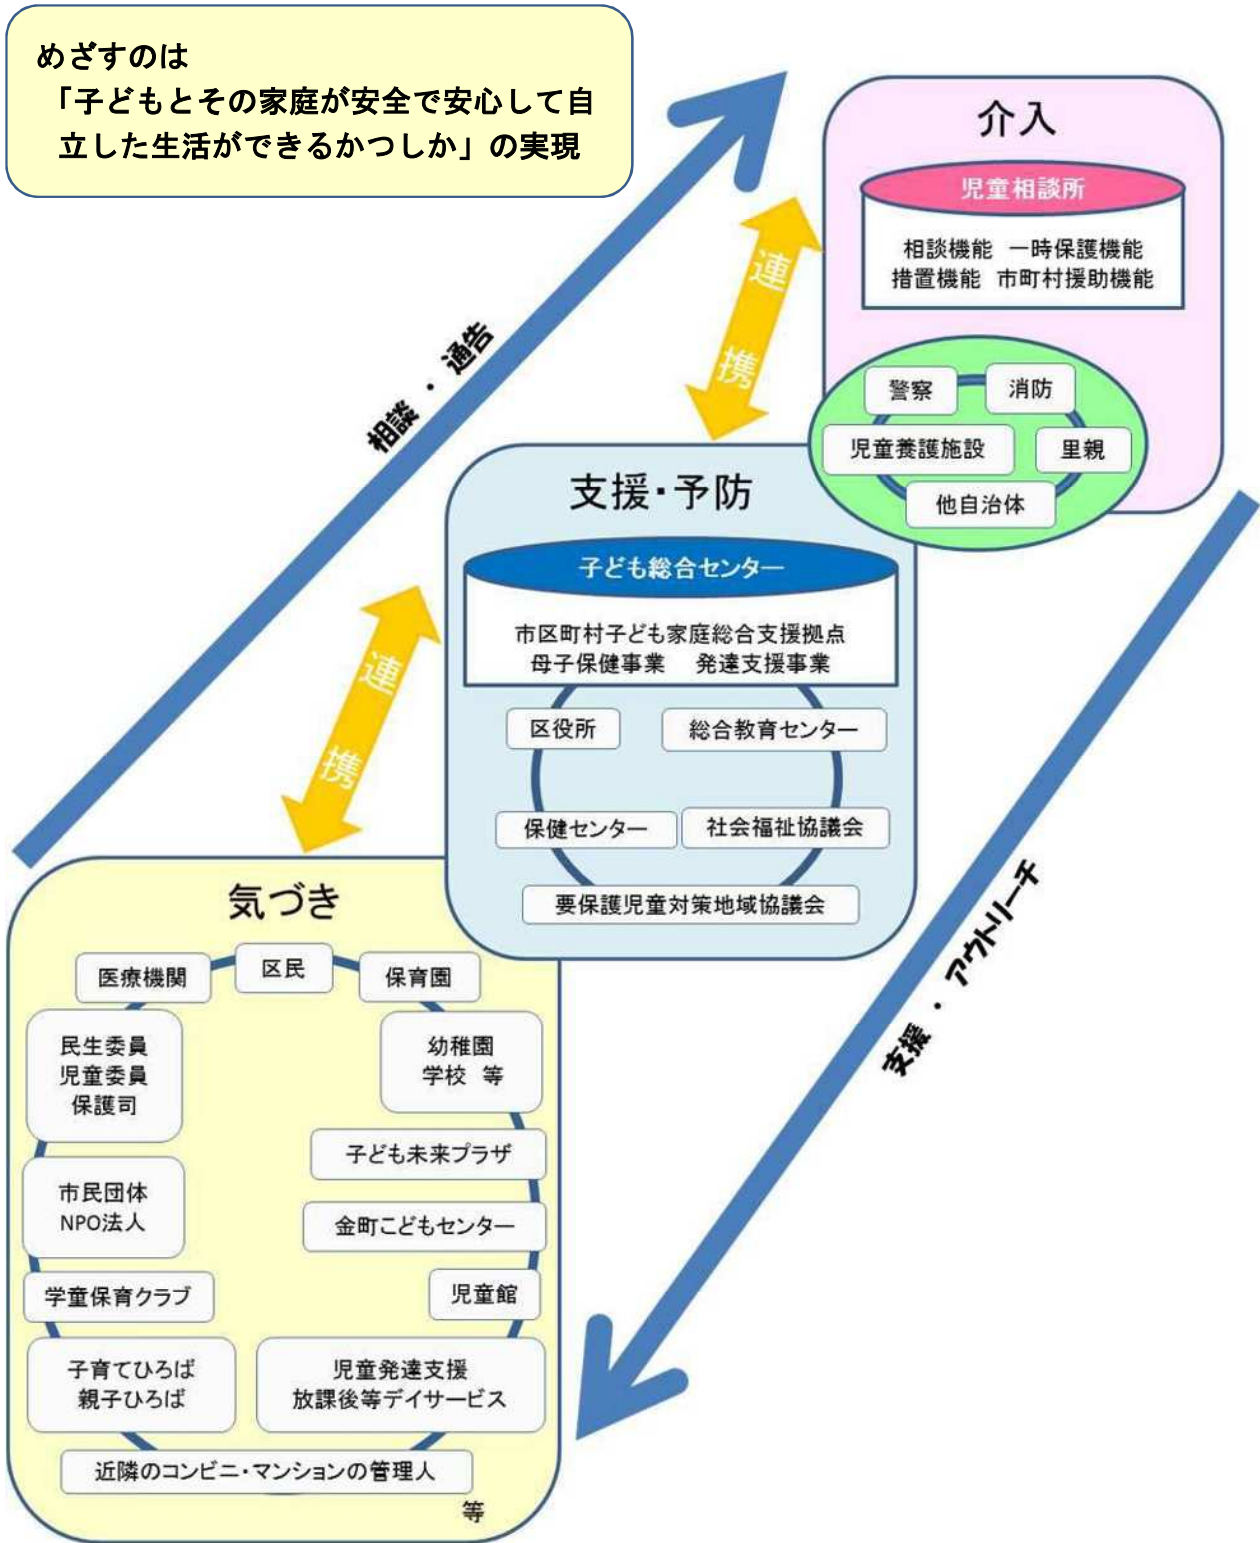 めざすのは
「子どもとその家庭が安全で安心して自
立した生活ができるかつしか」の実現
介入
児童相談所
相談機能 一時保護機能
措置機能 市町村援助機能
警察
消防
児童養護施設
里親
他自治体
連
携
相談・通告
支援・予防
子ども総合センター
市区町村子ども家庭総合支援拠点
母子保健事業 発達支援事業
区役所
総合教育センター
保健センター
社会福祉協議会
要保護児童対策地域協議会
連
携
支援・アウトリーチ
気づき
医療機関
区民
保育園
民生委員
児童委員
保護司
幼稚園
学校 等
子ども未来プラザ
市民団体
NPO法人
金町こどもセンター
学童保育クラブ
児童館
子育てひろば
親子ひろば
児童発達支援
放課後等デイサービス
近隣のコンビニ・マンションの管理人
等